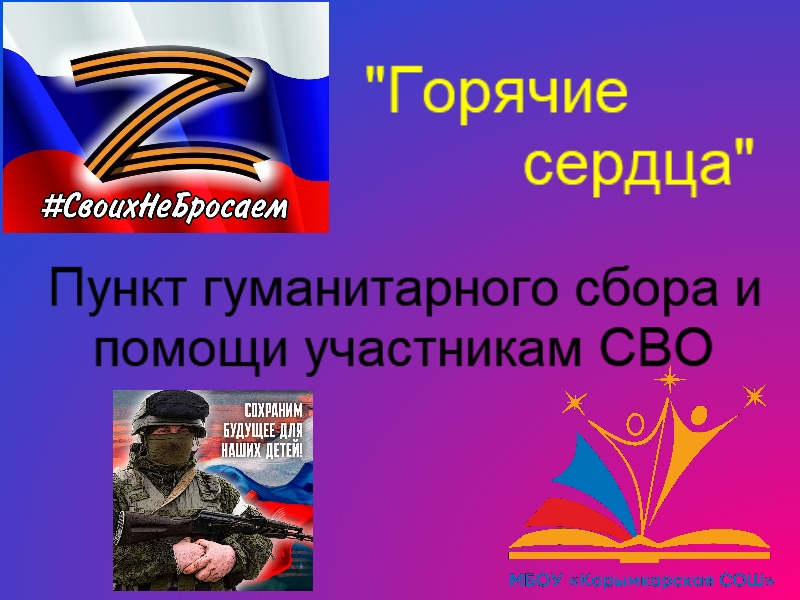 #СвоихНеБросаем
"Горячие
сердца"
Пункт гуманитарного сбора и
помощи участникам СВО
СОХРАНИМ
БУДУЩЕЕ ДЛЯ
НАШИХ ДЕТЕЙ!
МБОУ «Карымкарская СОШ»